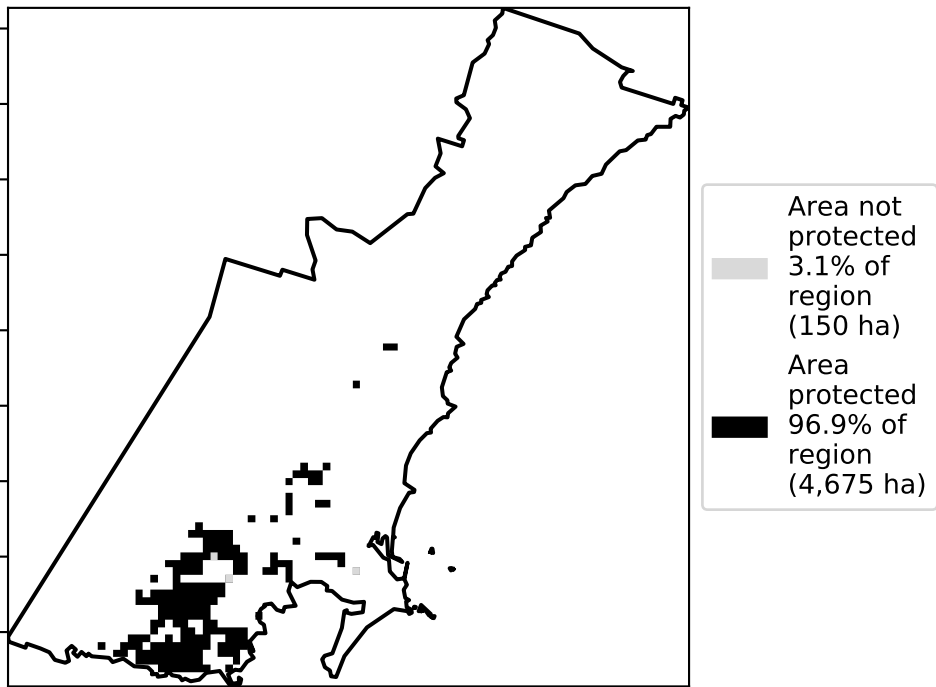 Area not
protected
3.1% of
region
(150 ha)
Area
protected
96.9% of
region
(4,675 ha)